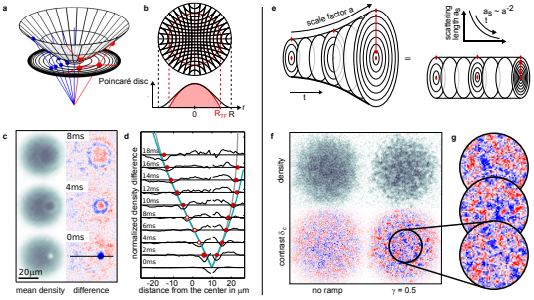 a
Poincaré disc
b
0
R_TF
R
r
c
8ms
4ms
0ms
20μm
mean density
difference
d
normalized density difference
18ms
16ms
14ms
12ms
10ms
8ms
6ms
4ms
2ms
0ms
-20
-10
0
10
20
distance from the center in μm
e
scale factor a
t
=
scattering
length a_s
a_s ~ a^-2
t
f
density
contrast δ_c
no ramp
γ = 0.5
g